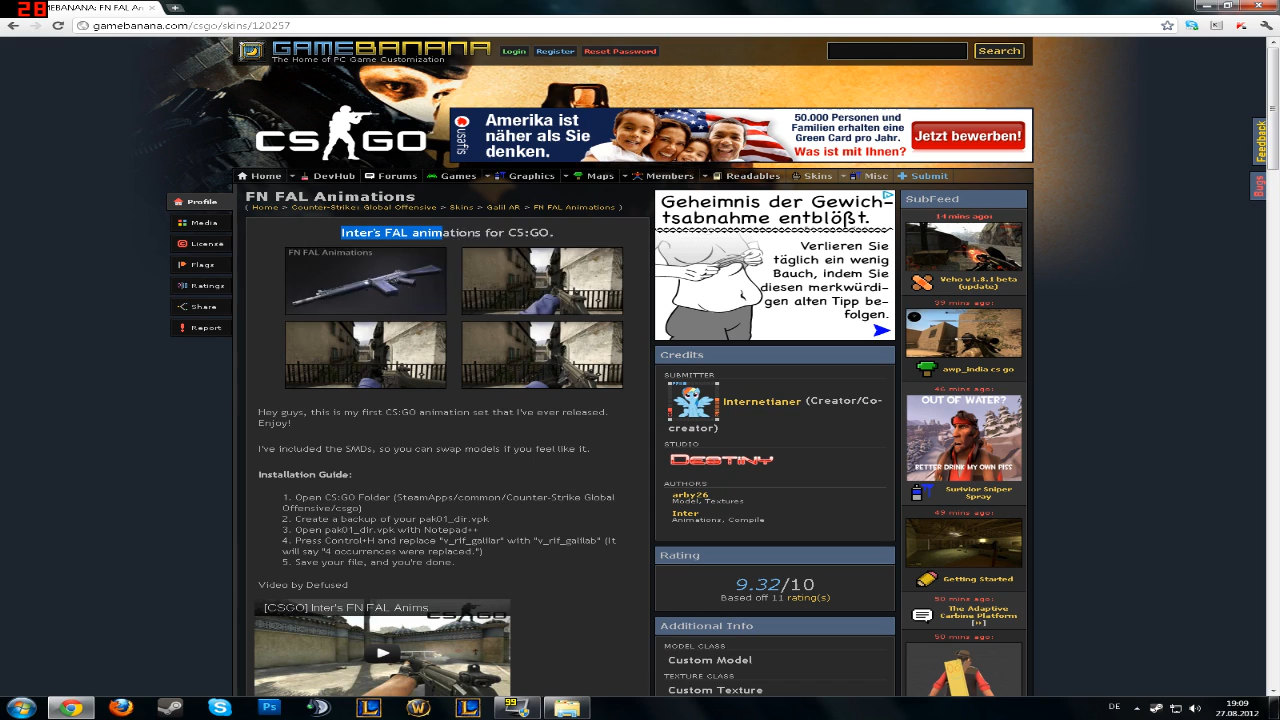 28
MEBANANA: FN FAL An
gamebanana.com/csgo/skins/120257
GAMEBANANA
The Home of PC Game Customization
Login Register Reset Password
Search
CS:GO
USAFIS
Amerika ist
näher als Sie
denken.
50.000 Personen und
Familien erhalten eine
Green Card pro Jahr.
Was ist mit Ihnen?
Jetzt bewerben!
Feedback
Bugs
Home DevHub Forums Games Graphics Maps Members Readables Skins Misc Submit
Profile
Media
License
Flags
Ratings
Share
Report
FN FAL Animations
( Home > Counter-Strike: Global Offensive > Skins > Galil AR > FN FAL Animations )
Inter's FAL animations for CS:GO.
FN FAL Animations
Hey guys, this is my first CS:GO animation set that I've ever released.
Enjoy!
I've included the SMDs, so you can swap models if you feel like it.
Installation Guide:
1. Open CS:GO Folder (SteamApps/common/Counter-Strike Global
Offensive/csgo)
2. Create a backup of your pak01_dir.vpk
3. Open pak01_dir.vpk with Notepad++
4. Press Control+H and replace "v_rif_galilar" with "v_rif_galilab" (It
will say "4 occurrences were replaced.")
5. Save your file, and you're done.
Video by Defused
[CSGO] Inter's FN FAL Anims
CS:GO
Geheimnis der Gewich-
tsabnahme entblößt.
Verlieren Sie
täglich ein wenig
Bauch, indem Sie
diesen merkwürdi-
gen alten Tipp be-
folgen.
Credits
SUBMITTER
Internetianer (Creator/Co-
creator)
STUDIO
DESTINY
AUTHORS
arby26
Model, Textures
Inter
Animations, Compile
Rating
9.32/10
Based off 11 rating(s)
Additional Info
MODEL CLASS
Custom Model
TEXTURE CLASS
Custom Texture
SubFeed
14 mins ago:
Veho v1.8.1 beta
(update)
39 mins ago:
awp_india cs go
46 mins ago:
OUT OF WATER?
BETTER DRINK MY OWN PISS
Surivior Sniper
Spray
49 mins ago:
Getting Started
50 mins ago:
The Adaptive
Carbine Platform
[»]
50 mins ago:
99
DE
19:09
27.08.2012